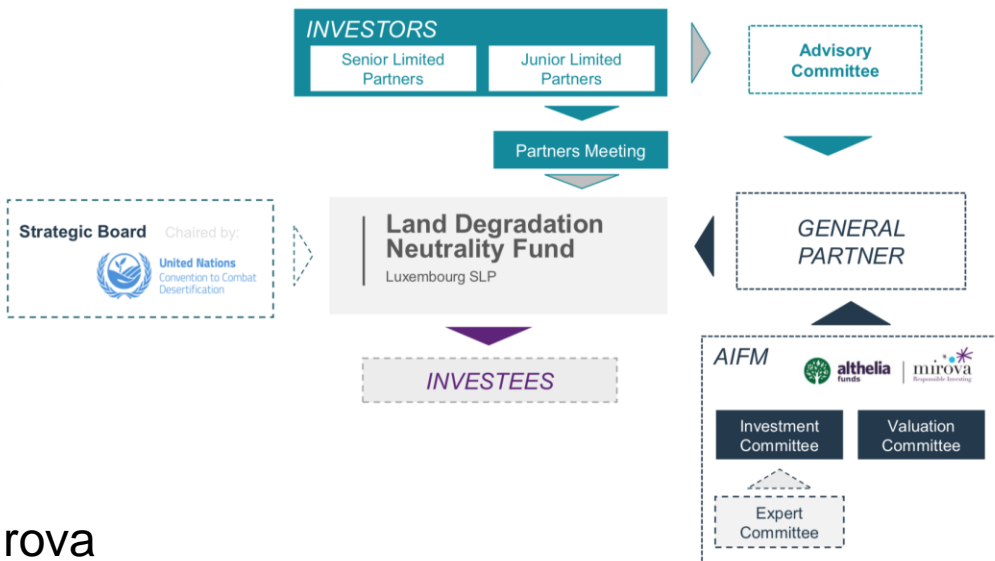 INVESTORS
Senior Limited
Partners
Junior Limited
Partners
Advisory
Committee
Partners Meeting
Strategic Board Chaired by:
United Nations
Convention to Combat
Desertification
Land Degradation
Neutrality Fund
Luxembourg SLP
GENERAL
PARTNER
INVESTEES
AIFM
althelia
funds
mirova
Responsible Investing
Investment
Committee
Valuation
Committee
Expert
Committee
rova